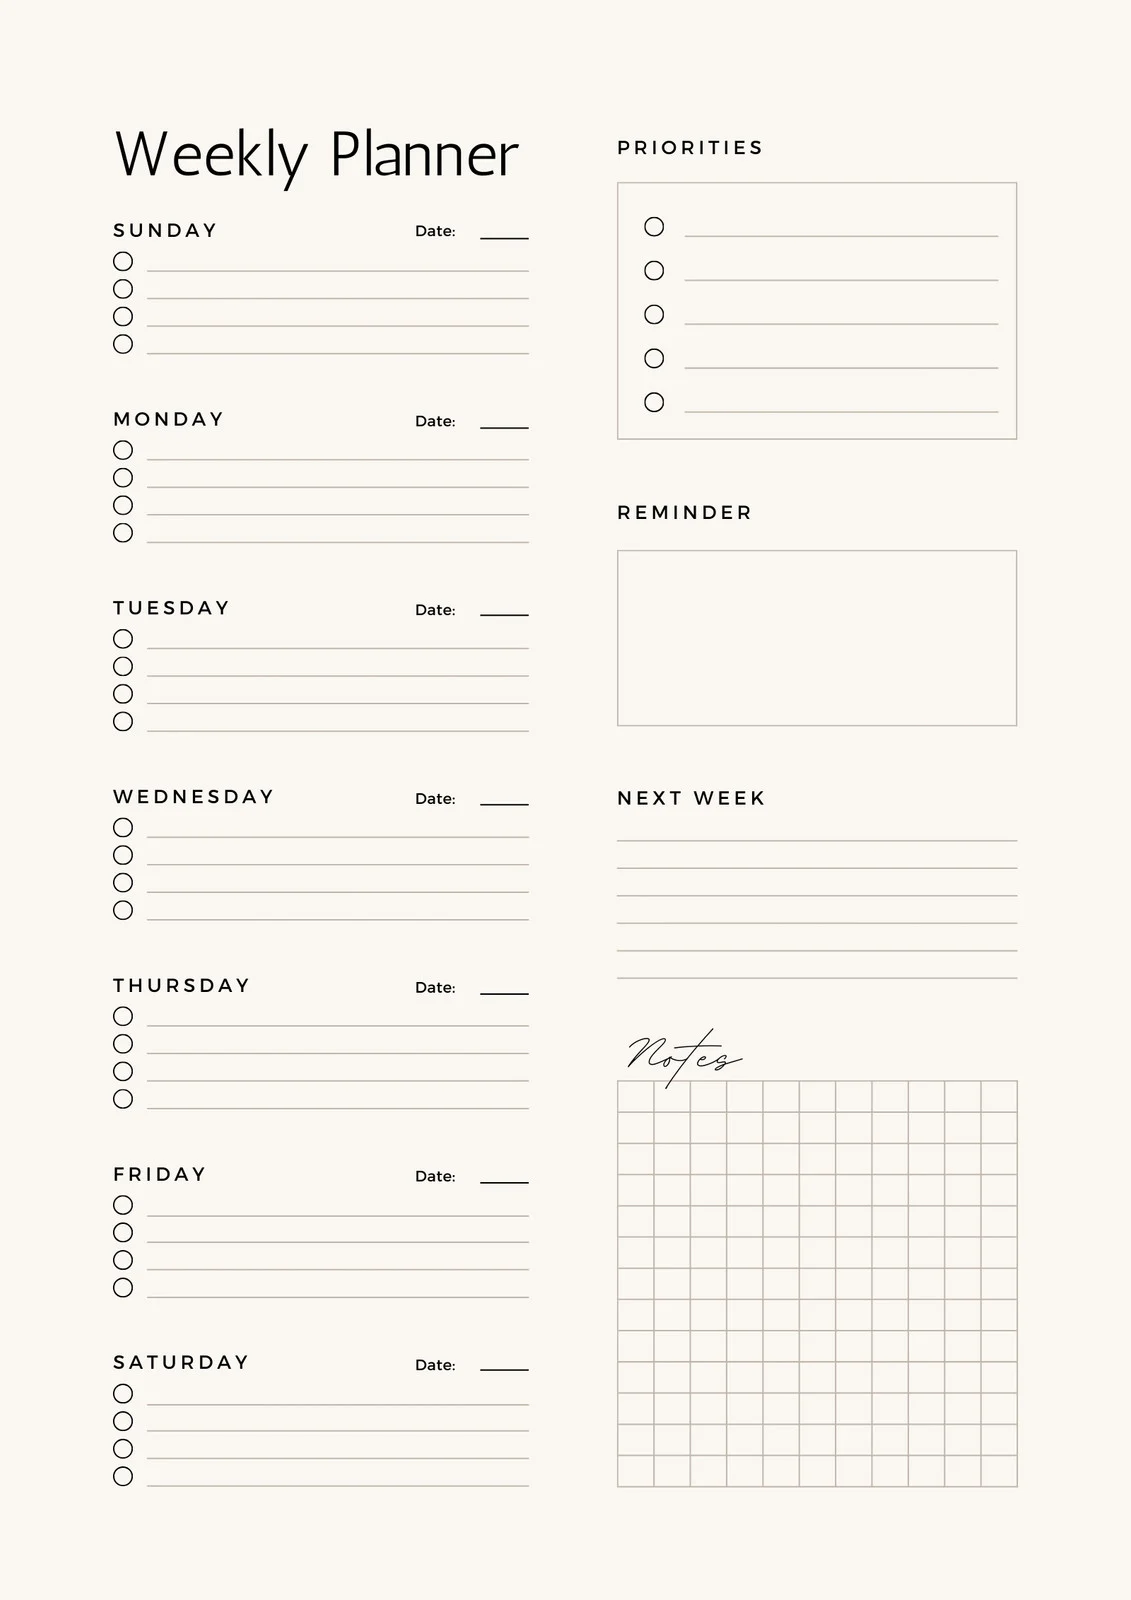 Weekly Planner
SUNDAY Date:
MONDAY Date:
TUESDAY Date:
WEDNESDAY Date:
THURSDAY Date:
FRIDAY Date:
SATURDAY Date:
PRIORITIES
REMINDER
NEXT WEEK
Notes